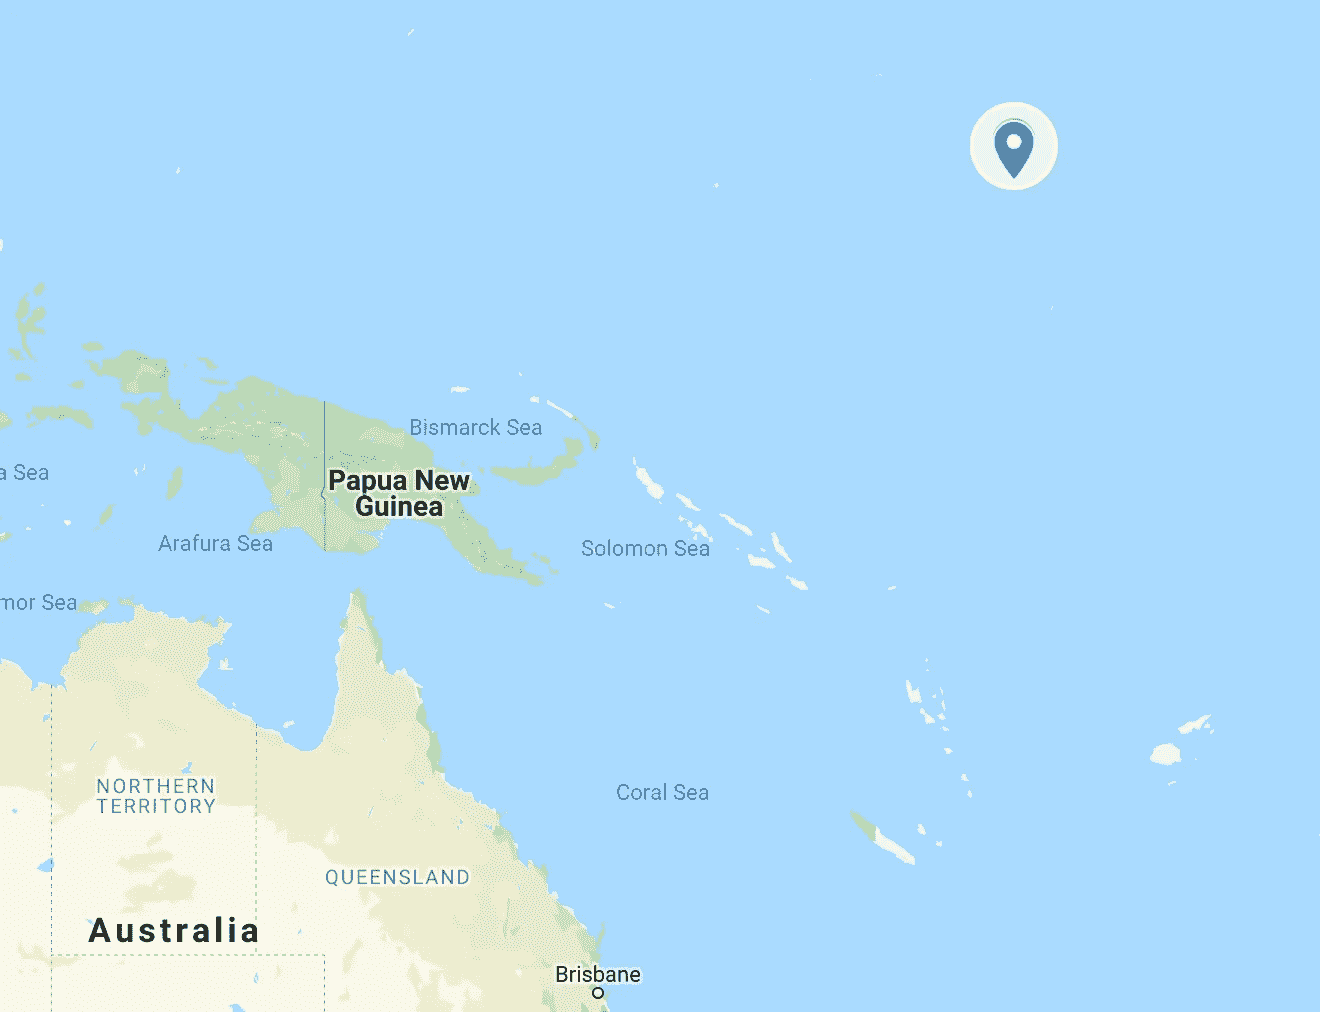 Bismarck Sea
a Sea
Papua New
Guinea
Arafura Sea
Solomon Sea
mor Sea
NORTHERN
TERRITORY
Coral Sea
QUEENSLAND
Australia
Brisbane